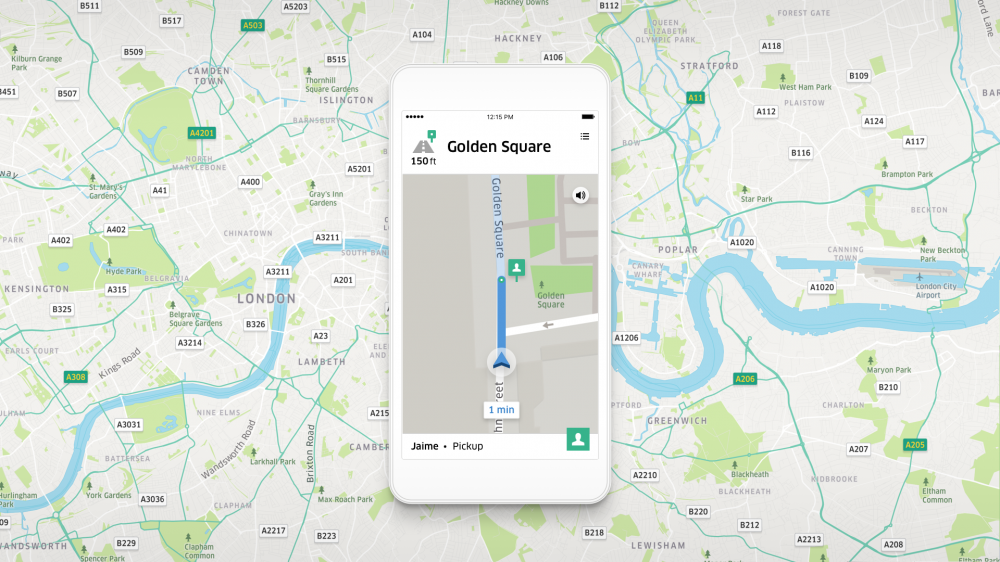 B511
A5203
Hackney Downs
B112
FOREST GATE
B517
A503
QUEEN
ELIZABETH
OLYMPIC PARK
Kilburn Grange
Park
B509
A104
HACKNEY
A118
B515
A106
STRATFORD
CAMDEN
TOWN
Thornhill
Square Gardens
West Ham Park
B109
B451
B507
ISLINGTON
A11
PLAISTOW
BARNSBURY
A112
A124
A4201
BOW
A117
NORTH
MARYLEBONE
B116
A5201
Brampton Park
St. Mary's
Gardens
A41
A400
Gray's Inn
Gardens
Star Park
BECKTON
A402
A402
CHINATOWN
A3211
SOUTH BANK
POPLAR
A1020
New Beckton
Park
PARK
Hyde Park
BELGRAVIA
A3211
A201
CANARY
WHARF
CANNING
TOWN
KENSINGTON
A315
LONDON
A1020
London City
Airport
B325
Belgrave
Square Gardens
B326
A23
A1206
EARLS COURT
A3214
Kings Road
LAMBETH
A308
A206
Maryon Park
B210
NINE ELMS
A215
GREENWICH
CHARLTON
A3031
A205
BATTERSEA
Wandsworth Road
Brixton Road
A207
Larkhall Park
A2210
Blackheath
KIDBROOKE
Hurlingham
Park
York Gardens
BLACKHEATH
Eltham
Common
A3036
CLAPHAM
Max Roach Park
B220
B212
A2217
B223
B218
A2213
A208
WANDSWORTH
B229
Clapham
Common
LEWISHAM
Spencer Park
12:15 PM
150 ft
Golden Square
Golden Square
Golden
Square
1 min
Jaime • Pickup